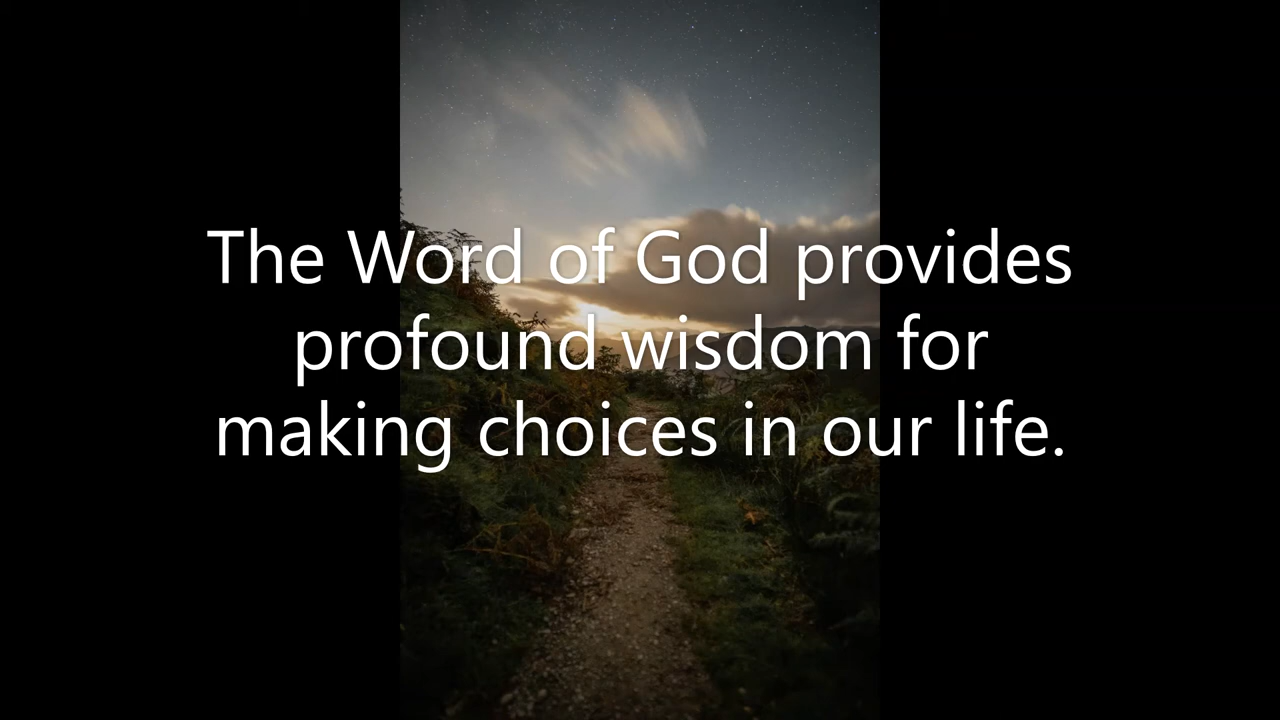 The Word of God provides
profound wisdom for
making choices in our life.